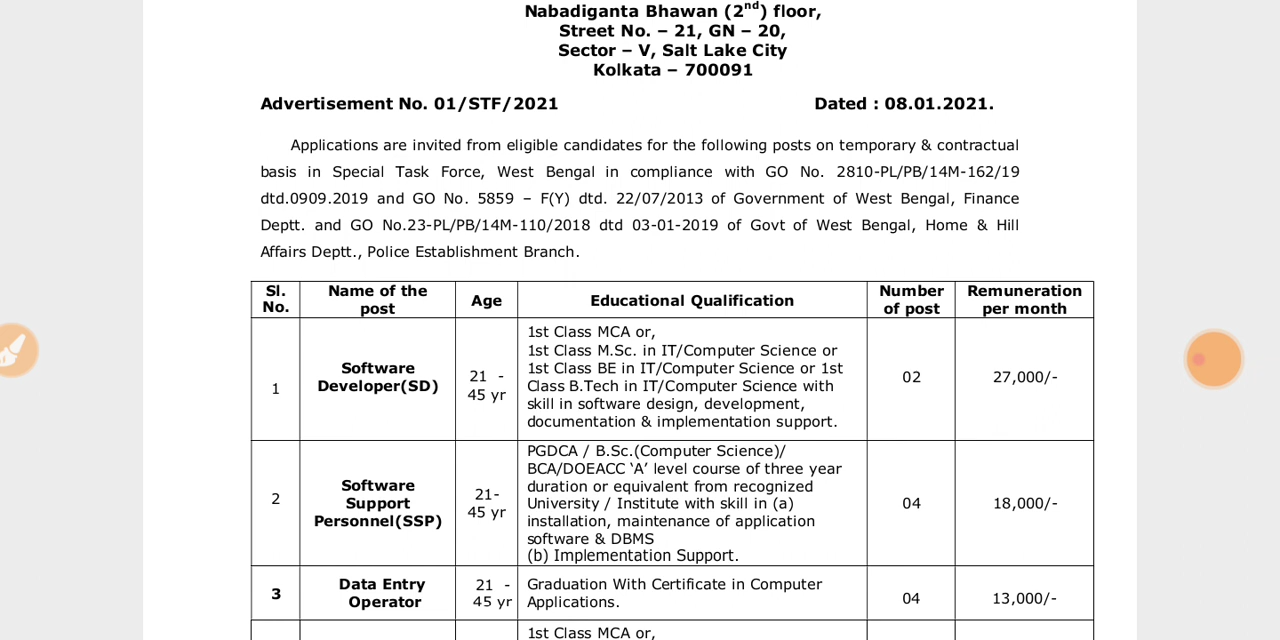 Nabadiganta Bhawan (2nd) floor,
Street No. – 21, GN – 20,
Sector – V, Salt Lake City
Kolkata – 700091
Advertisement No. 01/STF/2021 Dated : 08.01.2021.
Applications are invited from eligible candidates for the following posts on temporary & contractual
basis in Special Task Force, West Bengal in compliance with GO No. 2810-PL/PB/14M-162/19
dtd.0909.2019 and GO No. 5859 – F(Y) dtd. 22/07/2013 of Government of West Bengal, Finance
Deptt. and GO No.23-PL/PB/14M-110/2018 dtd 03-01-2019 of Govt of West Bengal, Home & Hill
Affairs Deptt., Police Establishment Branch.
Sl.
No.
Name of the
post
Age
Educational Qualification
Number
of post
Remuneration
per month
1
Software
Developer(SD)
21 -
45 yr
1st Class MCA or,
1st Class M.Sc. in IT/Computer Science or
1st Class BE in IT/Computer Science or 1st
Class B.Tech in IT/Computer Science with
skill in software design, development,
documentation & implementation support.
02
27,000/-
2
Software
Support
Personnel(SSP)
21-
45 yr
PGDCA / B.Sc.(Computer Science)/
BCA/DOEACC ‘A’ level course of three year
duration or equivalent from recognized
University / Institute with skill in (a)
installation, maintenance of application
software & DBMS
(b) Implementation Support.
04
18,000/-
3
Data Entry
Operator
21 -
45 yr
Graduation With Certificate in Computer
Applications.
04
13,000/-
1st Class MCA or,